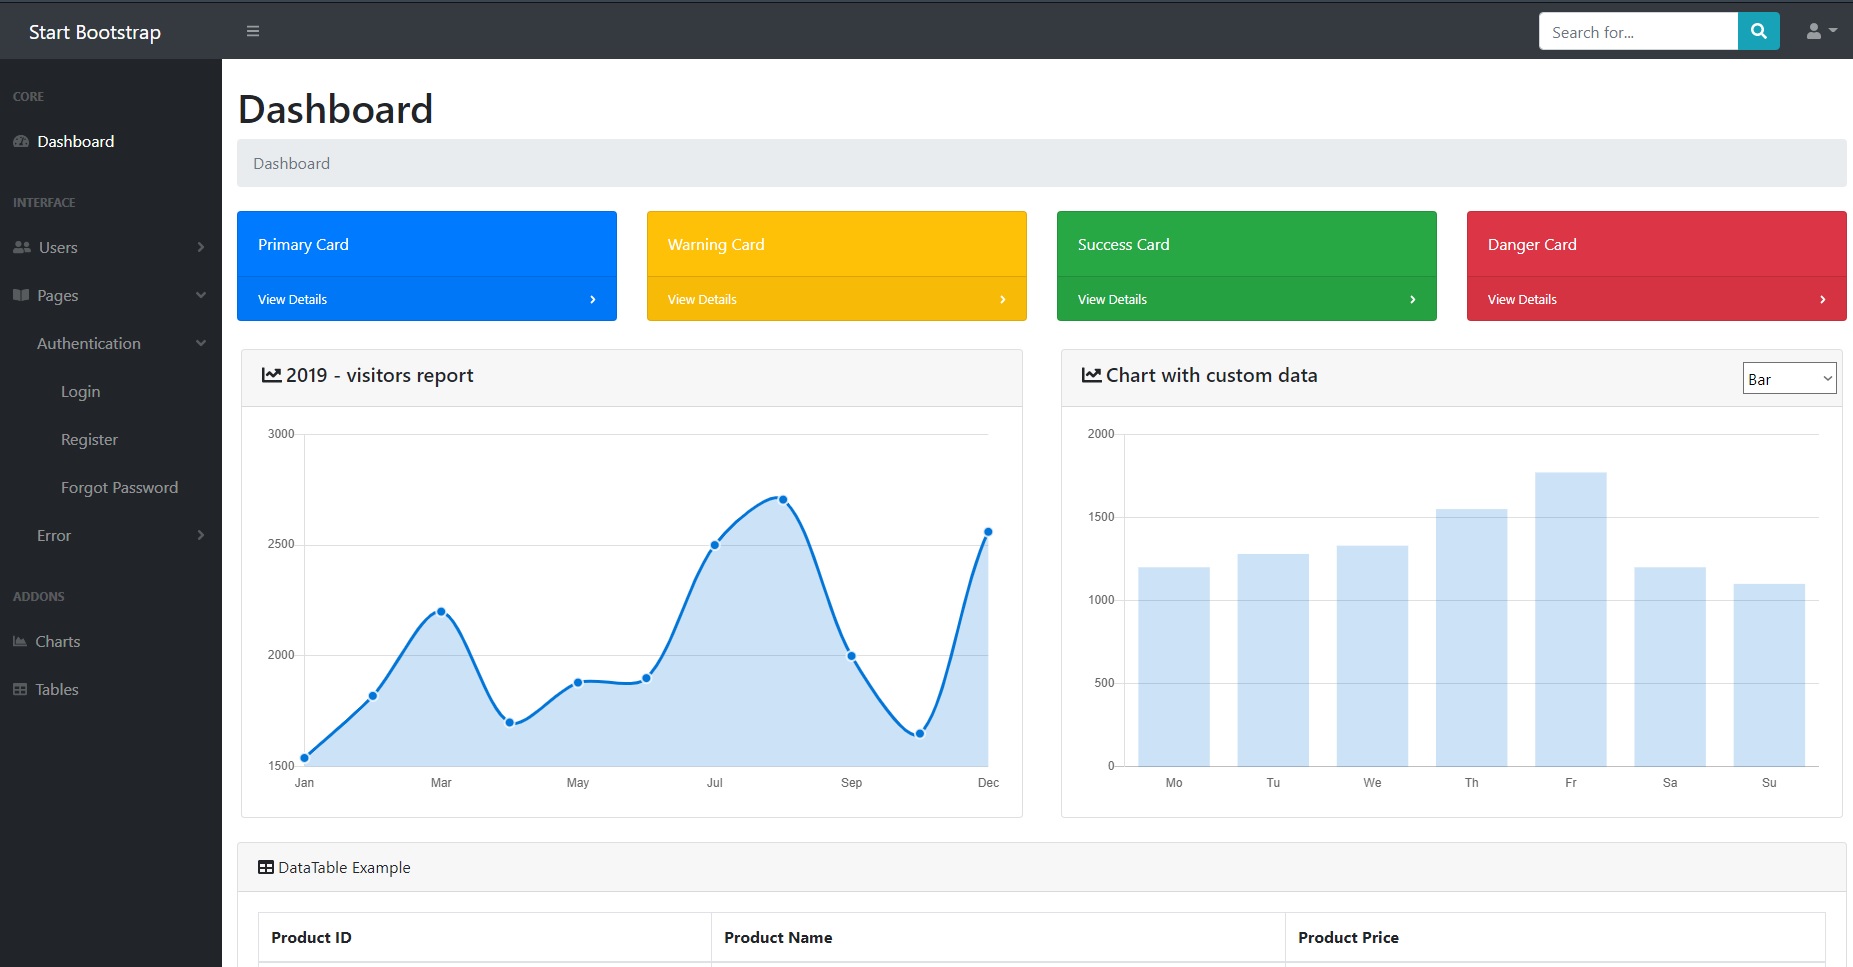 Start Bootstrap
Search for...
CORE
Dashboard
INTERFACE
Users
Pages
Authentication
Login
Register
Forgot Password
Error
ADDONS
Charts
Tables
Dashboard
Dashboard
Primary Card
View Details
Warning Card
View Details
Success Card
View Details
Danger Card
View Details
2019 - visitors report
3000
2500
2000
1500
Jan Mar May Jul Sep Dec
Chart with custom data
Bar
2000
1500
1000
500
0
Mo Tu We Th Fr Sa Su
DataTable Example
Product ID Product Name Product Price